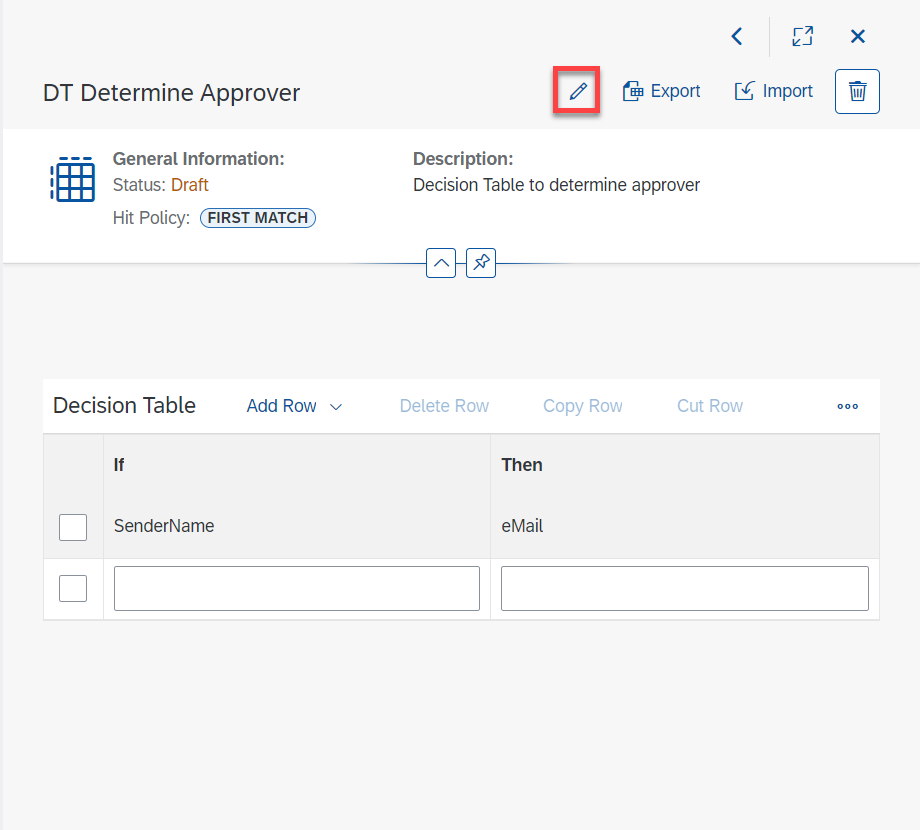 DT Determine Approver
Export
Import
General Information:
Status: Draft
Hit Policy: FIRST MATCH
Description:
Decision Table to determine approver
Decision Table
Add Row
Delete Row
Copy Row
Cut Row
If
Then
SenderName
eMail